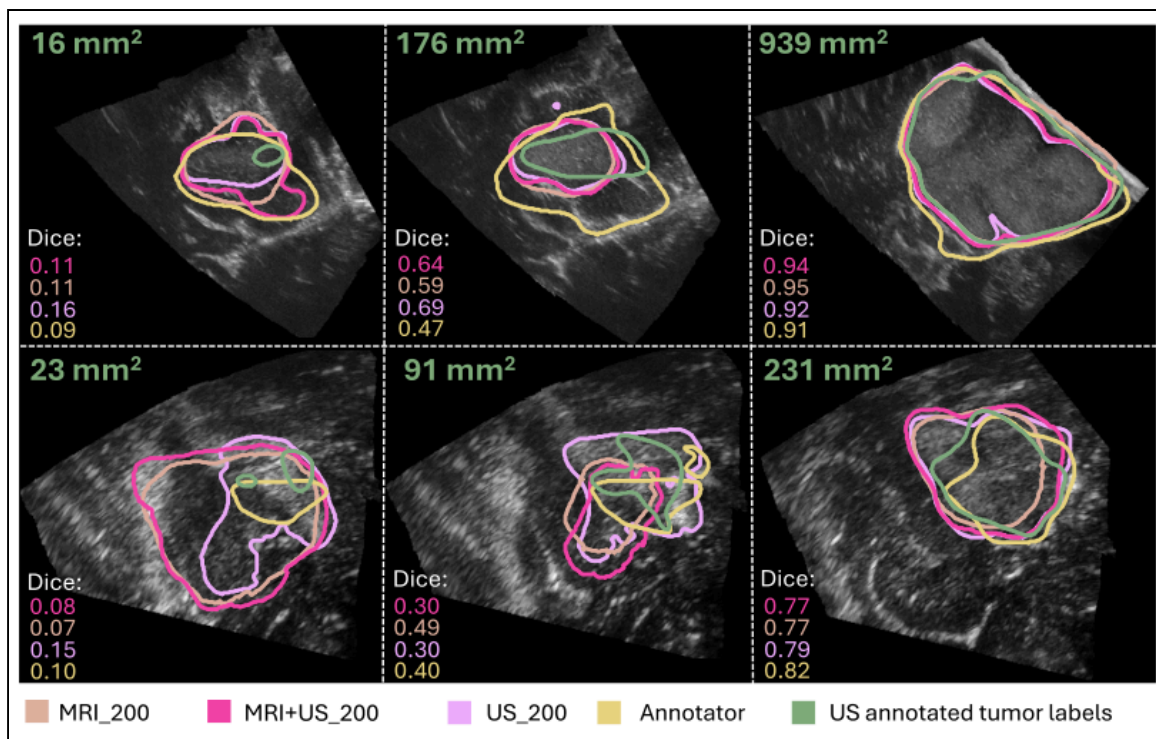 16 mm²
176 mm²
939 mm²
Dice:
0.11
0.11
0.16
0.09
Dice:
0.64
0.59
0.69
0.47
Dice:
0.94
0.95
0.92
0.91
23 mm²
91 mm²
231 mm²
Dice:
0.08
0.07
0.15
0.10
Dice:
0.30
0.49
0.30
0.40
Dice:
0.77
0.77
0.79
0.82
MRI_200
MRI+US_200
US_200
Annotator
US annotated tumor labels